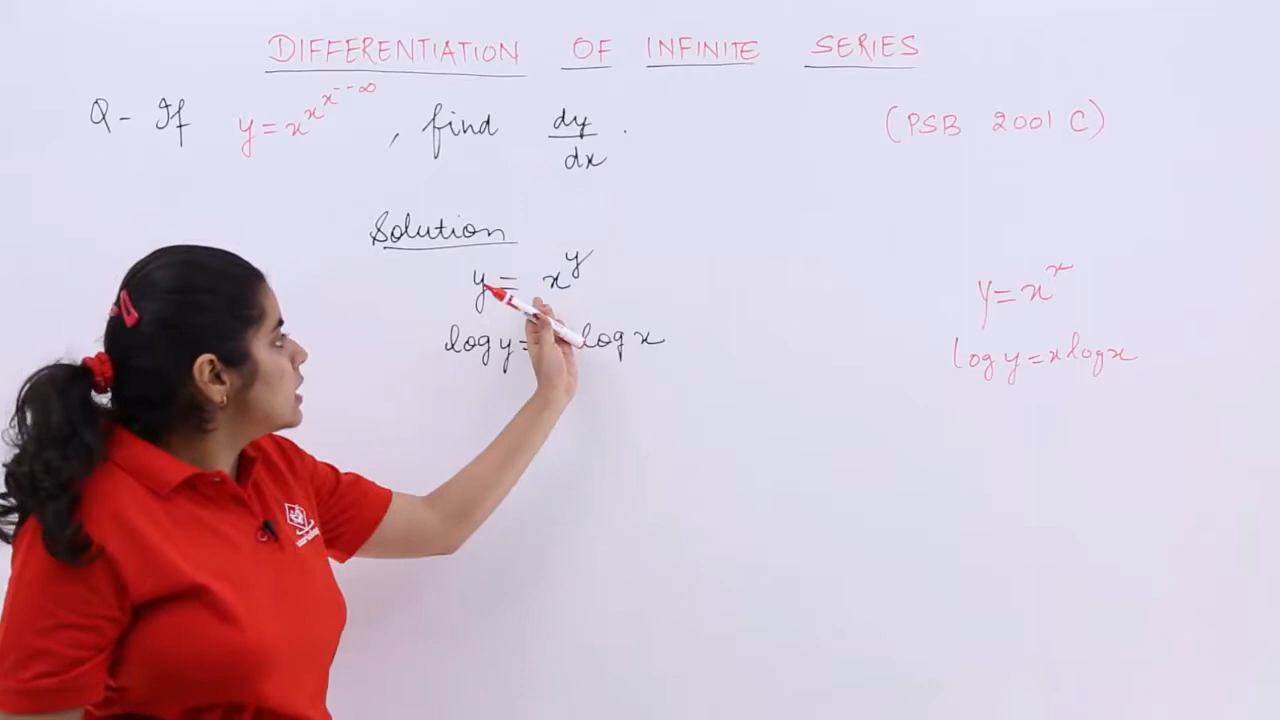 DIFFERENTIATION OF INFINITE SERIES
Q - If y = x^x^x^--∞, find dy/dx. (PSB 2001 C)
Solution
y = x^y
log y = log x
y = x^x
log y = x log x